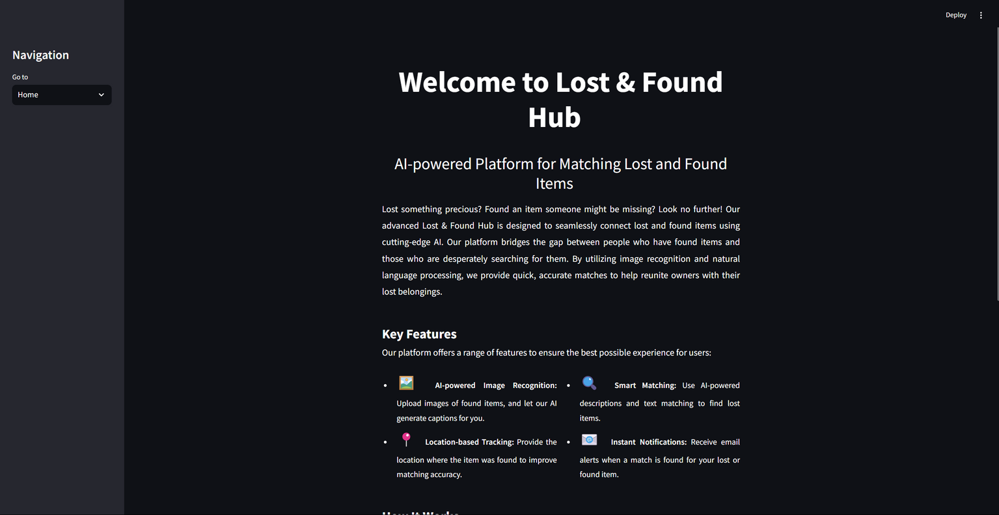 Deploy
Navigation
Go to
Home
Welcome to Lost & Found
Hub
AI-powered Platform for Matching Lost and Found
Items
Lost something precious? Found an item someone might be missing? Look no further! Our
advanced Lost & Found Hub is designed to seamlessly connect lost and found items using
cutting-edge AI. Our platform bridges the gap between people who have found items and
those who are desperately searching for them. By utilizing image recognition and natural
language processing, we provide quick, accurate matches to help reunite owners with their
lost belongings.
Key Features
Our platform offers a range of features to ensure the best possible experience for users:
• AI-powered Image Recognition:
Upload images of found items, and let our AI
generate captions for you.
• Smart Matching: Use AI-powered
descriptions and text matching to find lost
items.
• Location-based Tracking: Provide the
location where the item was found to improve
matching accuracy.
• Instant Notifications: Receive email
alerts when a match is found for your lost or
found item.
How It Works